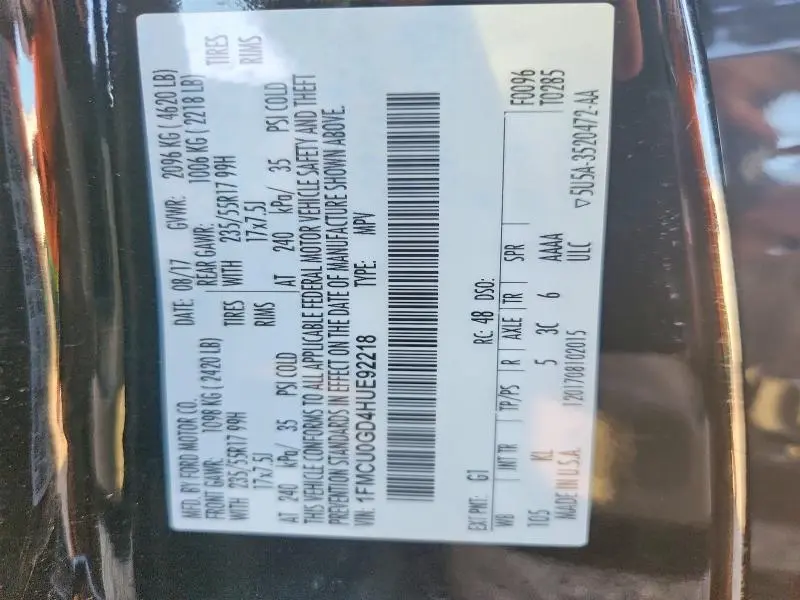 MFD. BY FORD MOTOR CO.
DATE: 08/17 GVWR: 2096 KG ( 4620 LB)
FRONT GAWR: 1098 KG ( 2420 LB) REAR GAWR: 1006 KG ( 2218 LB)
WITH 235/55R17 99H TIRES WITH 235/55R17 99H TIRES
17x7.5J RIMS 17x7.5J RIMS
AT 240 kPa/ 35 PSI COLD AT 240 kPa/ 35 PSI COLD
THIS VEHICLE CONFORMS TO ALL APPLICABLE FEDERAL MOTOR VEHICLE SAFETY AND THEFT
PREVENTION STANDARDS IN EFFECT ON THE DATE OF MANUFACTURE SHOWN ABOVE.
VIN: 1FMCU0GD4HUE92218 TYPE: MPV
F0096
T0285
EXT PNT: G1 RC: 48 DSO:
WB INT TR TP/PS R AXLE TR SPR
105 KL 5 3C 6 AAAA
ULC
MADE IN U.S.A. 120170810201S
▽5U5A-3520472-AA